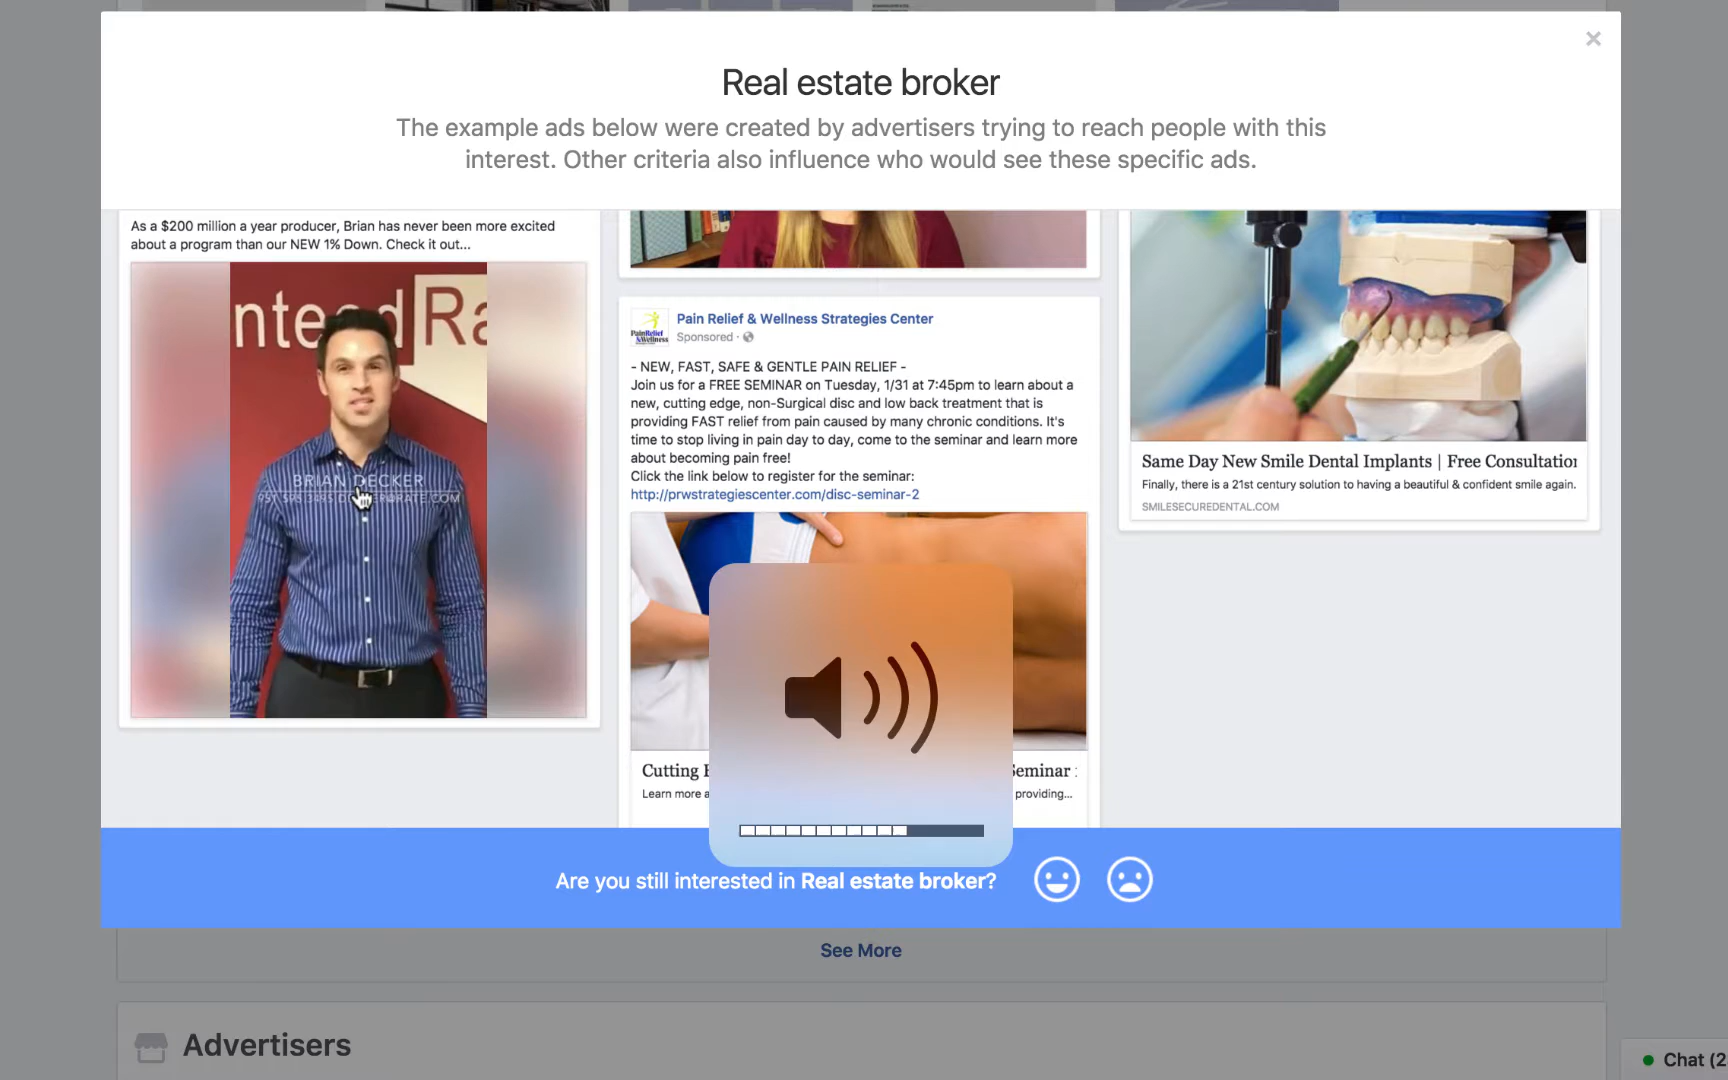 Real estate broker
The example ads below were created by advertisers trying to reach people with this
interest. Other criteria also influence who would see these specific ads.
As a $200 million a year producer, Brian has never been more excited
about a program than our NEW 1% Down. Check it out...
nteed Ra
BRIAN DECKER
Pain Relief & Wellness Strategies Center
Sponsored ·
PainRelief
&Wellness
- NEW, FAST, SAFE & GENTLE PAIN RELIEF -
Join us for a FREE SEMINAR on Tuesday, 1/31 at 7:45pm to learn about a
new, cutting edge, non-Surgical disc and low back treatment that is
providing FAST relief from pain caused by many chronic conditions. It's
time to stop living in pain day to day, come to the seminar and learn more
about becoming pain free!
Click the link below to register for the seminar:
http://prwstrategiescenter.com/disc-seminar-2
Cutting
Seminar
Learn more a
providing...
Same Day New Smile Dental Implants | Free Consultation
Finally, there is a 21st century solution to having a beautiful & confident smile again.
SMILESECUREDENTAL.COM
Are you still interested in Real estate broker?
See More
Advertisers
Chat (2